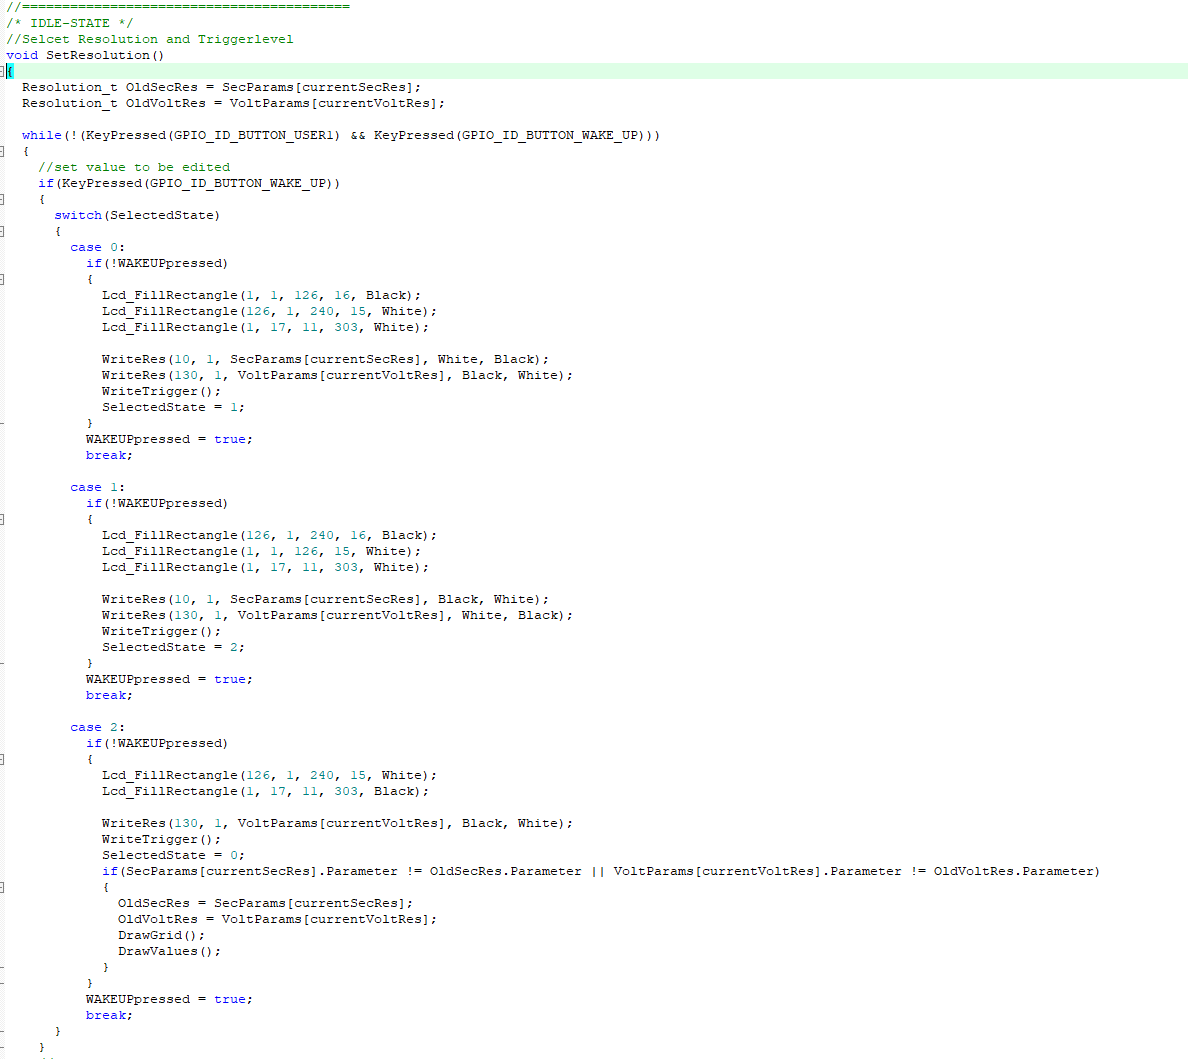 //=========================================
/* IDLE-STATE */
//Selcet Resolution and Triggerlevel
void SetResolution()
{
  Resolution_t OldSecRes = SecParams[currentSecRes];
  Resolution_t OldVoltRes = VoltParams[currentVoltRes];

  while(!(KeyPressed(GPIO_ID_BUTTON_USER1) && KeyPressed(GPIO_ID_BUTTON_WAKE_UP)))
  {
    //set value to be edited
    if(KeyPressed(GPIO_ID_BUTTON_WAKE_UP))
    {
      switch(SelectedState)
      {
        case 0:
          if(!WAKEUPpressed)
          {
            Lcd_FillRectangle(1, 1, 126, 16, Black);
            Lcd_FillRectangle(126, 1, 240, 15, White);
            Lcd_FillRectangle(1, 17, 11, 303, White);

            WriteRes(10, 1, SecParams[currentSecRes], White, Black);
            WriteRes(130, 1, VoltParams[currentVoltRes], Black, White);
            WriteTrigger();
            SelectedState = 1;
          }
          WAKEUPpressed = true;
          break;

        case 1:
          if(!WAKEUPpressed)
          {
            Lcd_FillRectangle(126, 1, 240, 16, Black);
            Lcd_FillRectangle(1, 1, 126, 15, White);
            Lcd_FillRectangle(1, 17, 11, 303, White);

            WriteRes(10, 1, SecParams[currentSecRes], Black, White);
            WriteRes(130, 1, VoltParams[currentVoltRes], White, Black);
            WriteTrigger();
            SelectedState = 2;
          }
          WAKEUPpressed = true;
          break;

        case 2:
          if(!WAKEUPpressed)
          {
            Lcd_FillRectangle(126, 1, 240, 15, White);
            Lcd_FillRectangle(1, 17, 11, 303, Black);

            WriteRes(130, 1, VoltParams[currentVoltRes], Black, White);
            WriteTrigger();
            SelectedState = 0;
            if(SecParams[currentSecRes].Parameter != OldSecRes.Parameter || VoltParams[currentVoltRes].Parameter != OldVoltRes.Parameter)
            {
              OldSecRes = SecParams[currentSecRes];
              OldVoltRes = VoltParams[currentVoltRes];
              DrawGrid();
              DrawValues();
            }
          }
          WAKEUPpressed = true;
          break;
      }
    }